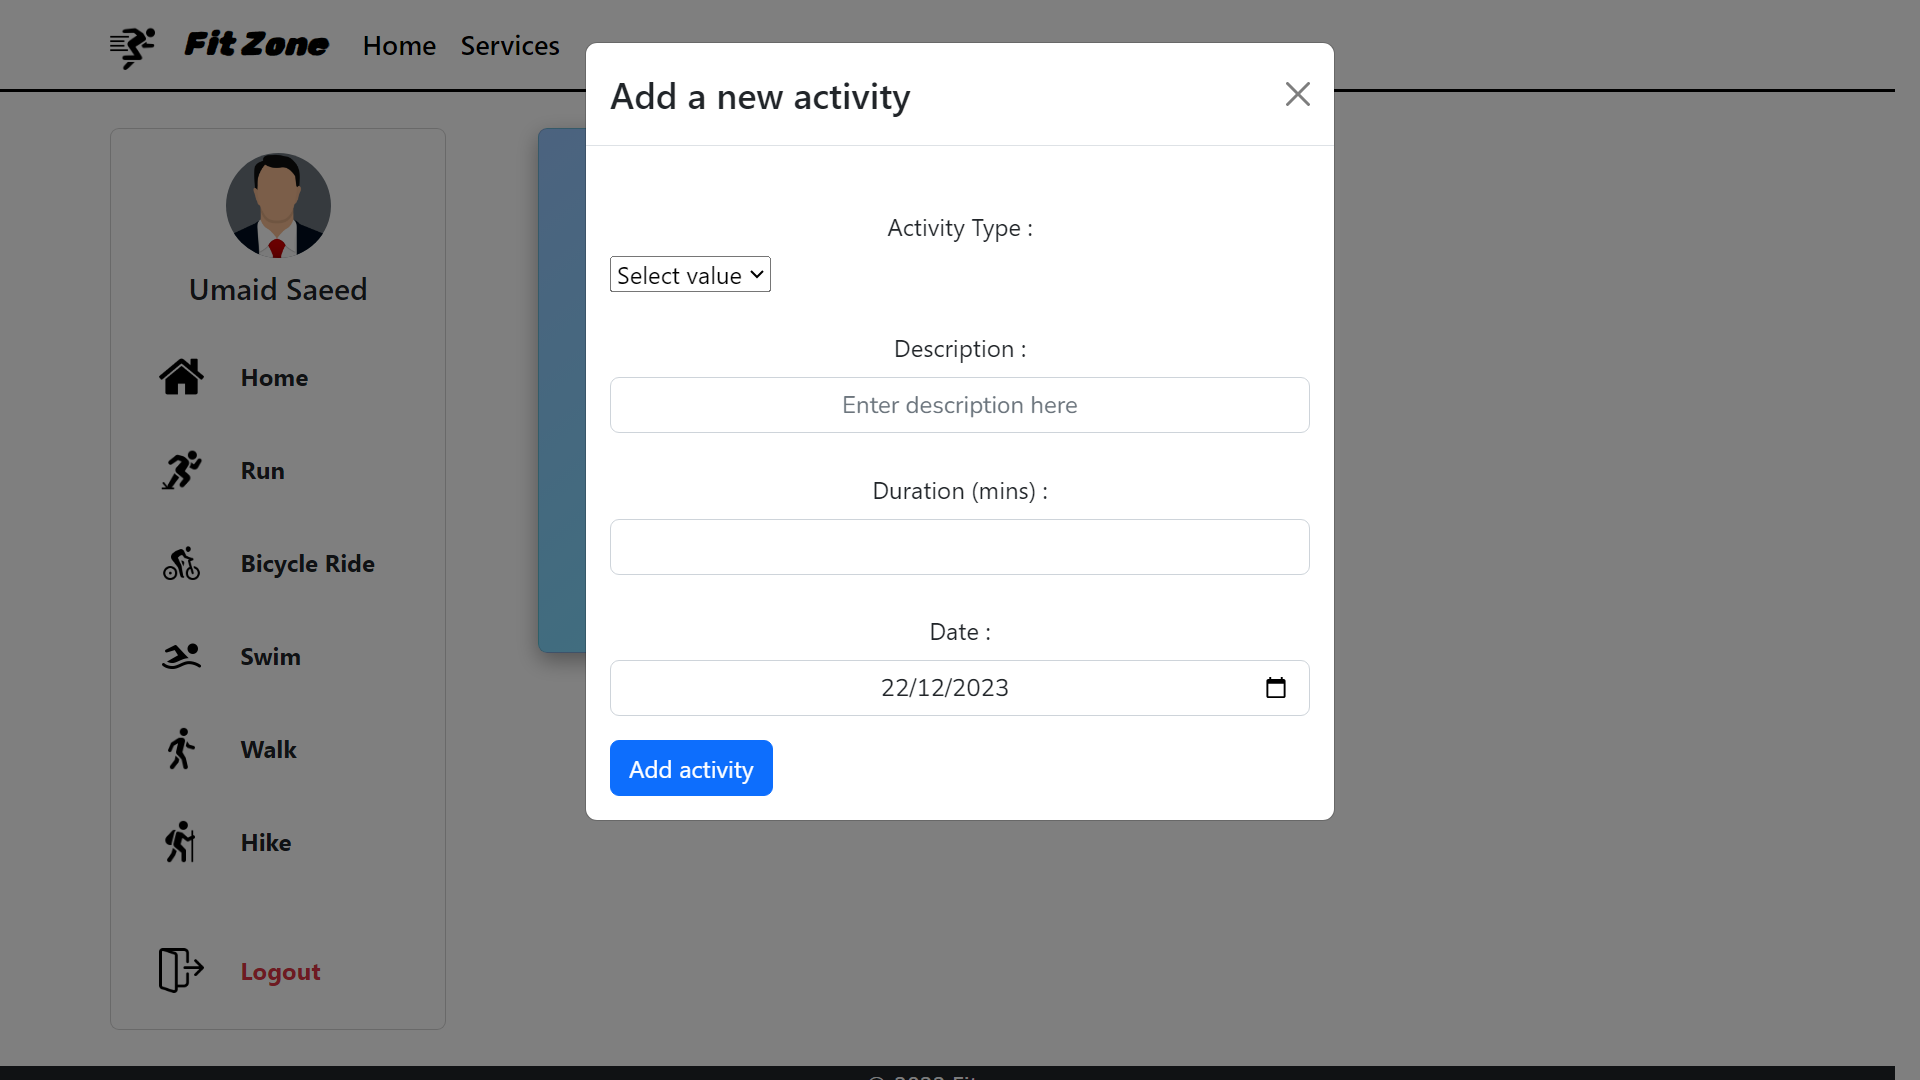 Fit Zone
Home
Services
Add a new activity
Umaid Saeed
Home
Run
Bicycle Ride
Swim
Walk
Hike
Logout
Activity Type :
Select value
Description :
Enter description here
Duration (mins) :
Date :
22/12/2023
Add activity